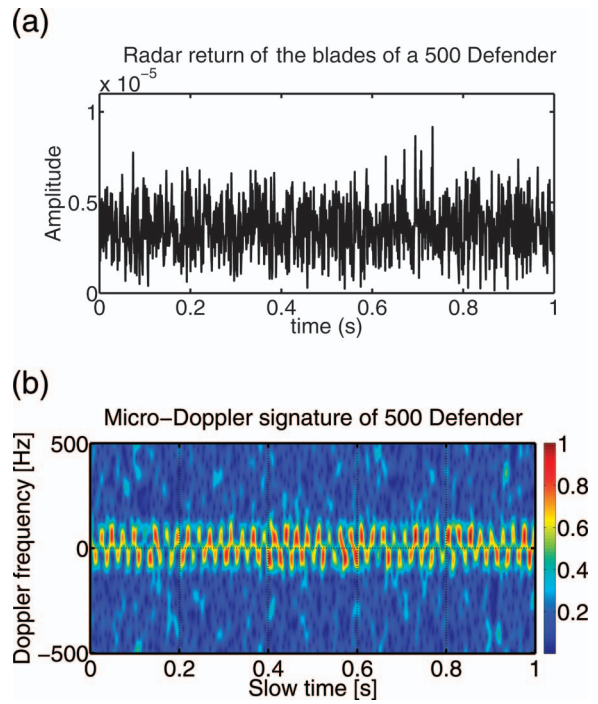 (a)
Radar return of the blades of a 500 Defender
x 10⁻⁵
1
0.5
0
Amplitude
0 0.2 0.4 0.6 0.8 1
time (s)
(b)
Micro−Doppler signature of 500 Defender
500
0
−500
Doppler frequency [Hz]
1
0.8
0.6
0.4
0.2
0 0.2 0.4 0.6 0.8 1
Slow time [s]